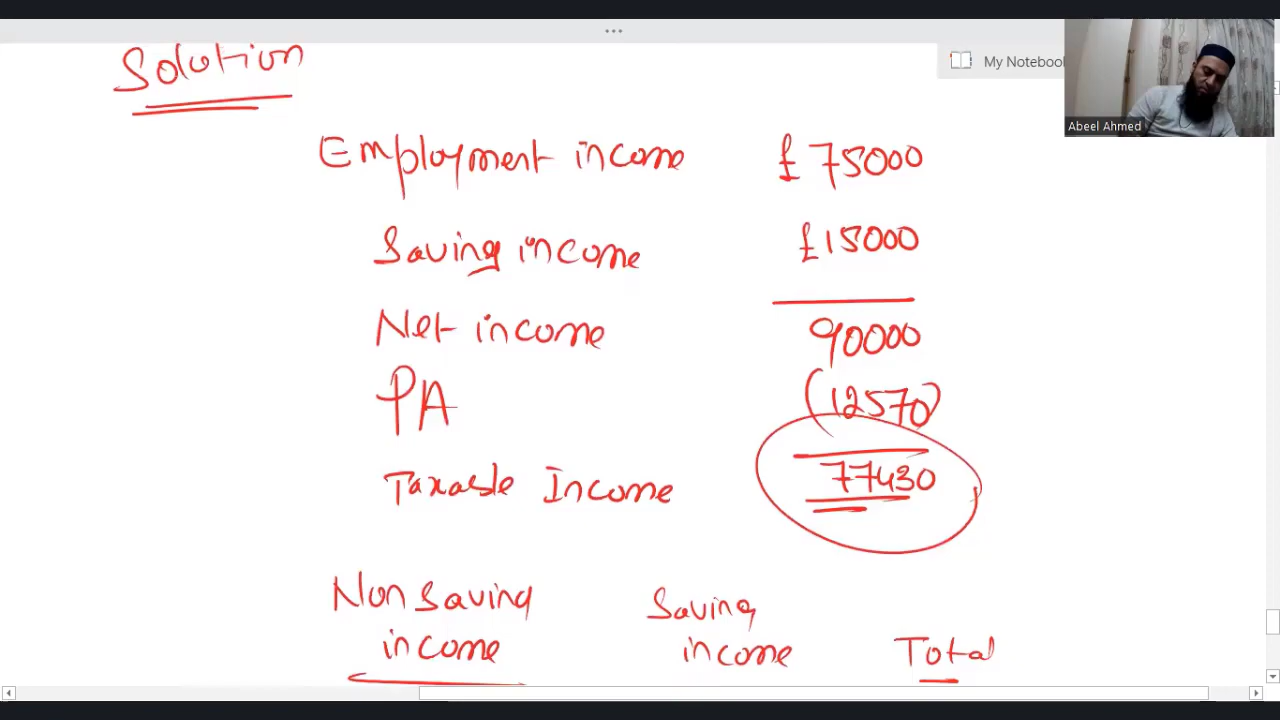 Solution
My Notebook
Abeel Ahmed
Employment income £75000
Saving income £15000
Net income 90000
PA (12570)
Taxable Income 77430
Non Saving income
Saving income
Total